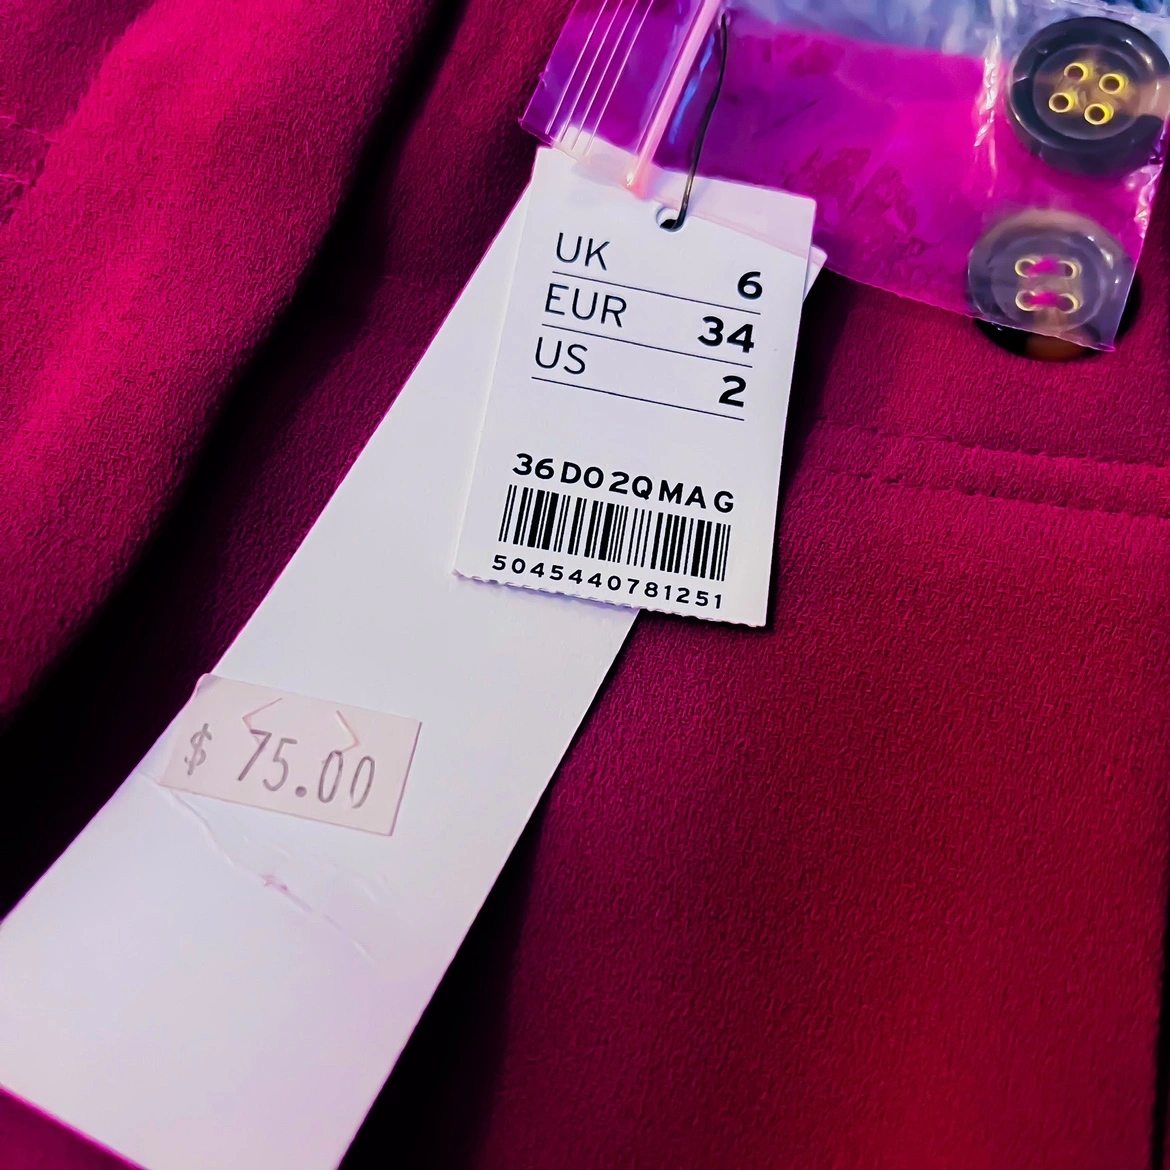 UK 6
EUR 34
US 2
36D02QMAG
5045440781251
$ 75.00